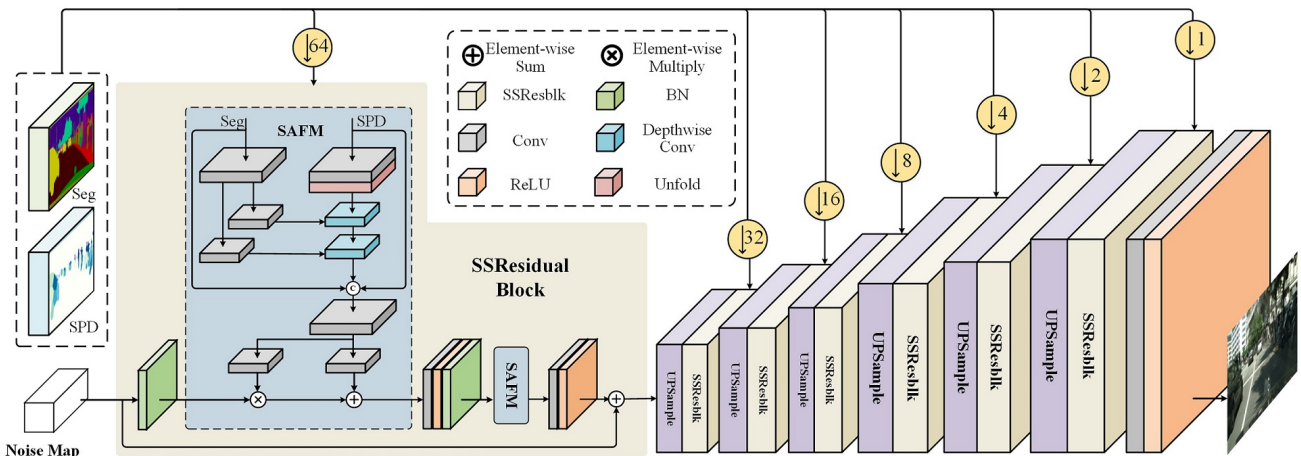 ↓64
↓32
↓16
↓8
↓4
↓2
↓1
Seg
SPD
Noise Map
Seg
SAFM
SPD
c
SSResidual
Block
SAFM
Element-wise
Sum
Element-wise
Multiply
SSResblk
BN
Conv
Depthwise
Conv
ReLU
Unfold
UPSample
SSResblk
UPSample
SSResblk
UPSample
SSResblk
UPSample
SSResblk
UPSample
SSResblk
UPSample
SSResblk